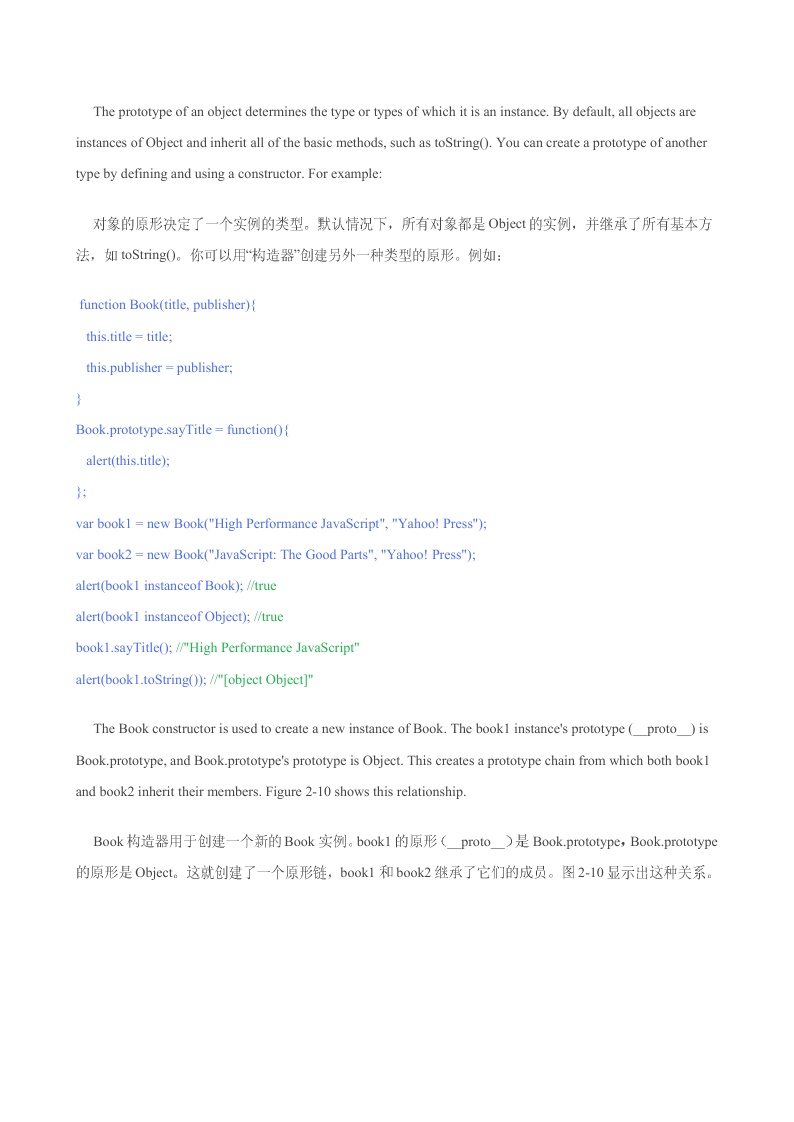 The prototype of an object determines the type or types of which it is an instance. By default, all objects are
instances of Object and inherit all of the basic methods, such as toString(). You can create a prototype of another
type by defining and using a constructor. For example:
对象的原形决定了一个实例的类型。默认情况下，所有对象都是 Object 的实例，并继承了所有基本方
法，如 toString()。你可以用“构造器”创建另外一种类型的原形。例如：
function Book(title, publisher){
this.title = title;
this.publisher = publisher;
}
Book.prototype.sayTitle = function(){
alert(this.title);
};
var book1 = new Book("High Performance JavaScript", "Yahoo! Press");
var book2 = new Book("JavaScript: The Good Parts", "Yahoo! Press");
alert(book1 instanceof Book); //true
alert(book1 instanceof Object); //true
book1.sayTitle(); //"High Performance JavaScript"
alert(book1.toString()); //"[object Object]"
The Book constructor is used to create a new instance of Book. The book1 instance's prototype (__proto__) is
Book.prototype, and Book.prototype's prototype is Object. This creates a prototype chain from which both book1
and book2 inherit their members. Figure 2-10 shows this relationship.
Book 构造器用于创建一个新的 Book 实例。book1 的原形（__proto__）是 Book.prototype，Book.prototype
的原形是 Object。这就创建了一个原形链，book1 和 book2 继承了它们的成员。图 2-10 显示出这种关系。